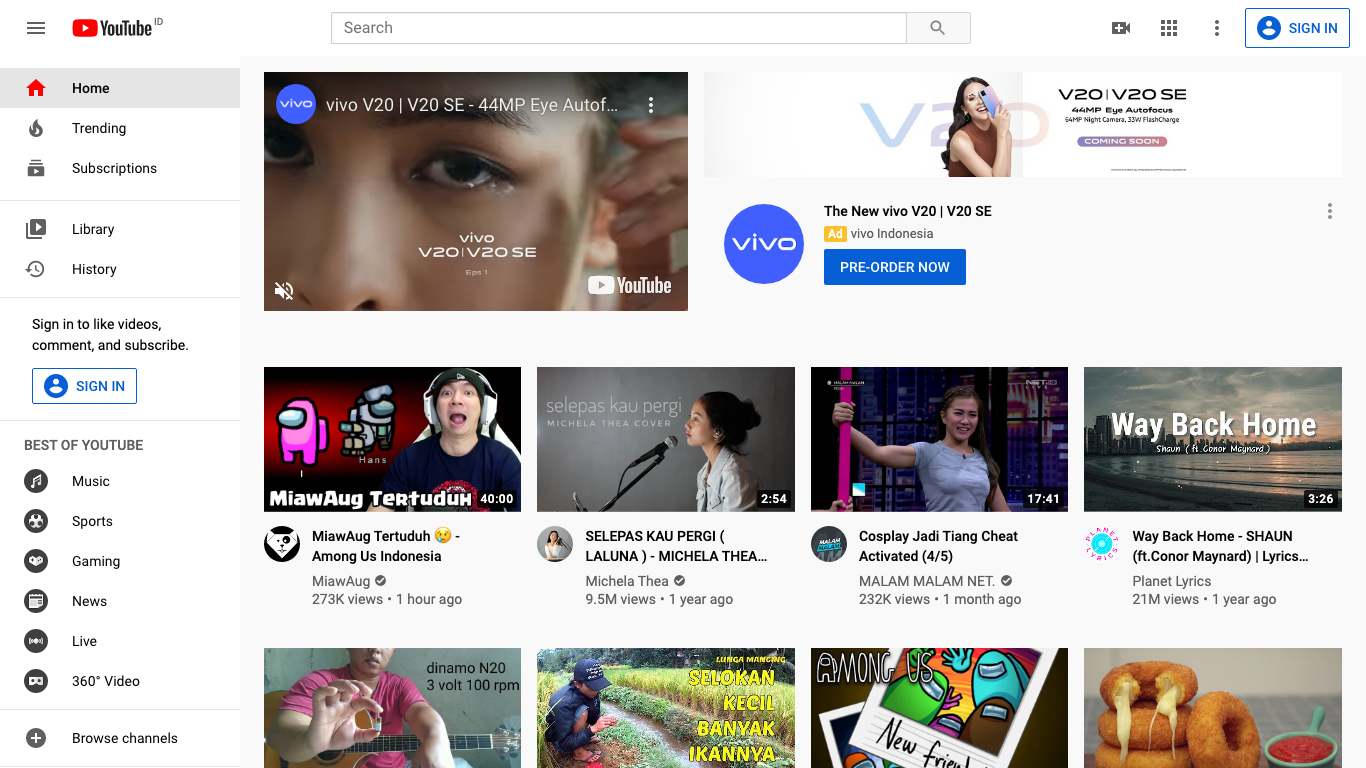 YouTube ID
Search
SIGN IN
Home
Trending
Subscriptions
Library
History
Sign in to like videos,
comment, and subscribe.
SIGN IN
BEST OF YOUTUBE
Music
Sports
Gaming
News
Live
360° Video
Browse channels
vivo
vivo V20 | V20 SE - 44MP Eye Autof...
vivo
V20|V20 SE
Eps 1
YouTube
V20
V20|V20 SE
44MP Eye Autofocus
64MP Night Camera, 33W FlashCharge
COMING SOON
vivo
The New vivo V20 | V20 SE
Ad vivo Indonesia
PRE-ORDER NOW
Hans
MiawAug Tertuduh
40:00
MiawAug Tertuduh 😢 -
Among Us Indonesia
MiawAug
273K views • 1 hour ago
selepas kau pergi
MICHELA THEA COVER
2:54
SELEPAS KAU PERGI (
LALUNA ) - MICHELA THEA...
Michela Thea
9.5M views • 1 year ago
MALAM MALAM
NET.
17:41
MALAM MALAM
Cosplay Jadi Tiang Cheat
Activated (4/5)
MALAM MALAM NET.
232K views • 1 month ago
Way Back Home
Shaun ( ft.Conor Maynard )
3:26
PLANET LYRICS
Way Back Home - SHAUN
(ft.Conor Maynard) | Lyrics...
Planet Lyrics
21M views • 1 year ago
dinamo N20
3 volt 100 rpm
LUNGA MANCING
SELOKAN
KECIL
BANYAK
IKANNYA
AMONG US
New friend